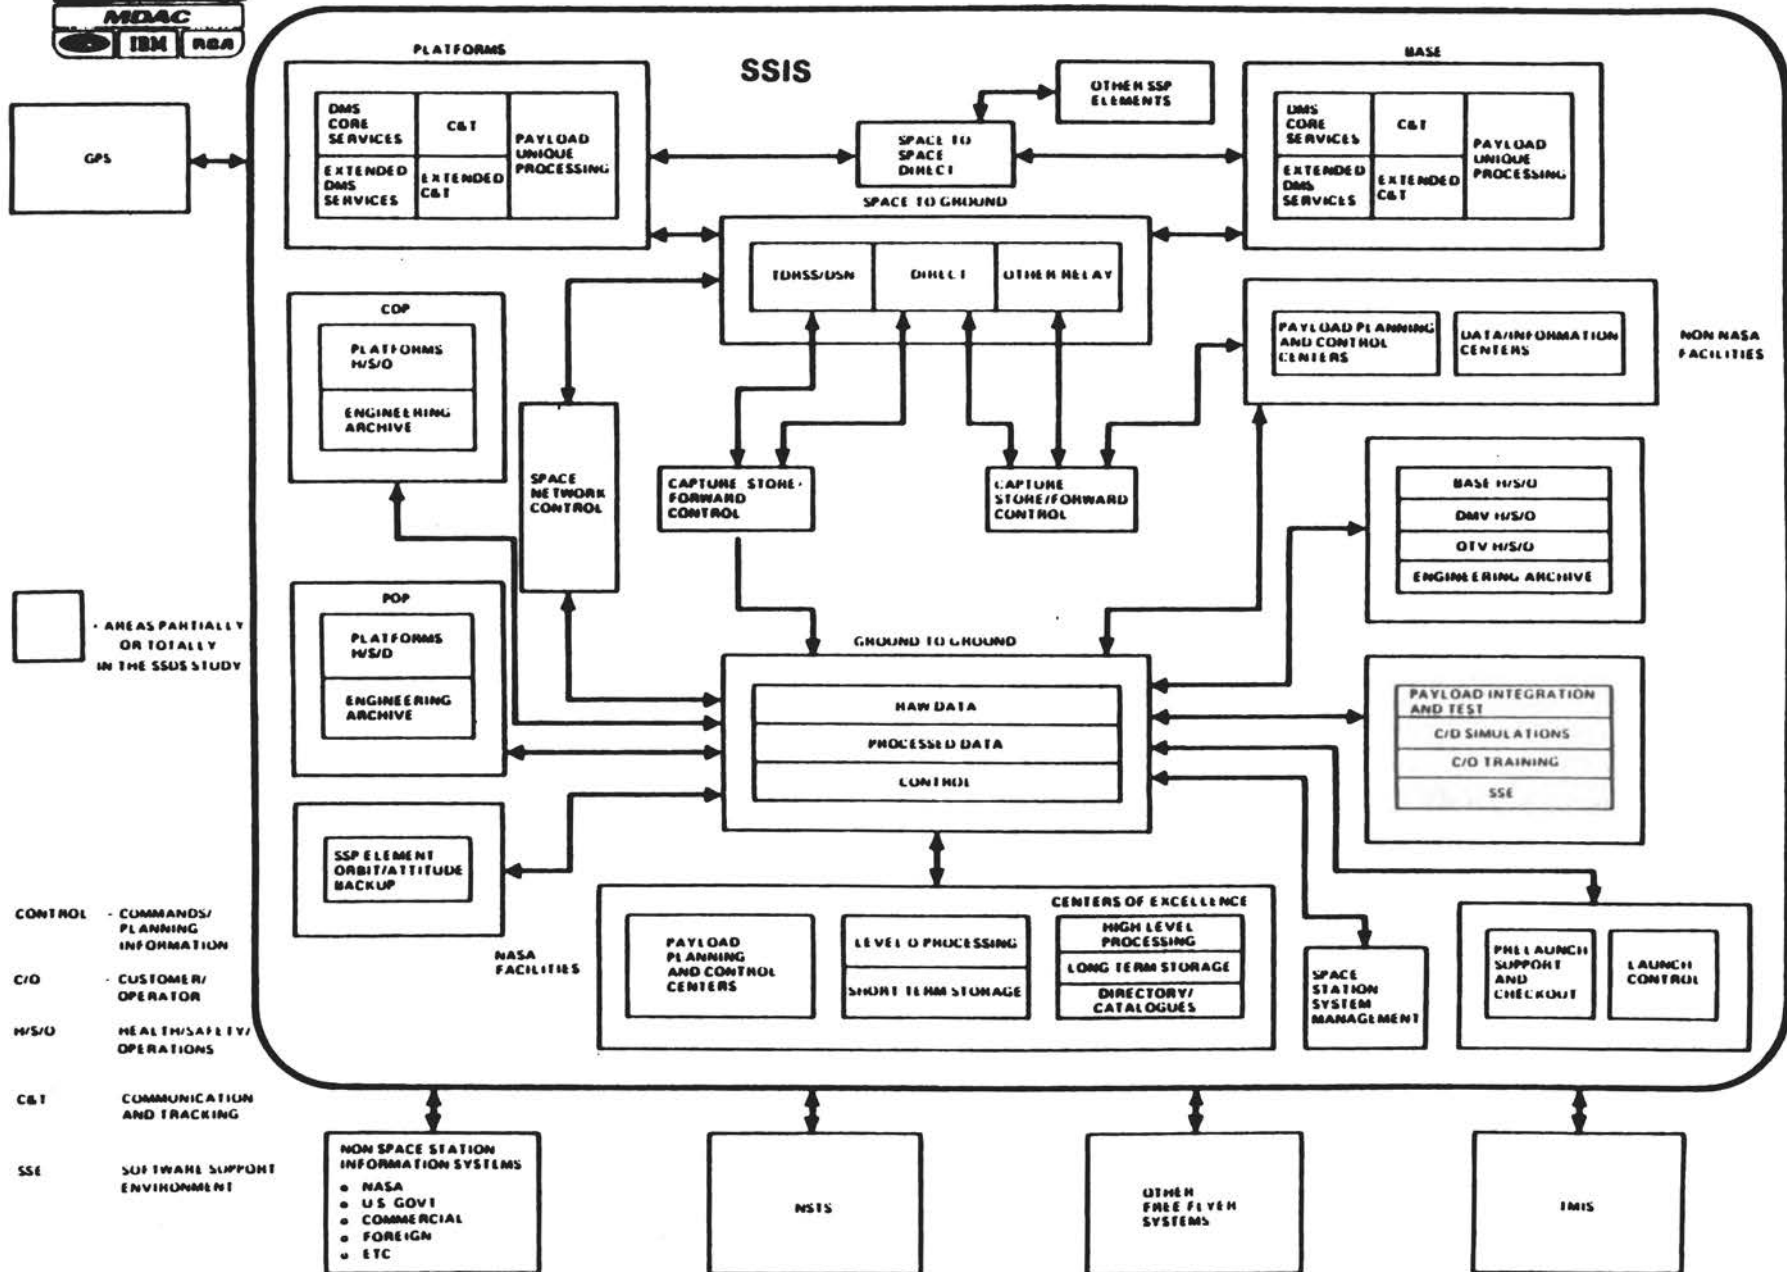 MDAC
IBM
RCA
PLATFORMS
SSIS
BASE
OTHER SSP
ELEMENTS
GPS
DMS
CORE
SERVICES
C&T
PAYLOAD
UNIQUE
PROCESSING
EXTENDED
DMS
SERVICES
EXTENDED
C&T
SPACE TO
SPACE
DIRECT
DMS
CORE
SERVICES
C&T
PAYLOAD
UNIQUE
PROCESSING
EXTENDED
DMS
SERVICES
EXTENDED
C&T
SPACE TO GROUND
TDRSS/DSN
DIRECT
OTHER RELAY
COP
PLATFORMS
H/S/O
ENGINEERING
ARCHIVE
PAYLOAD PLANNING
AND CONTROL
CENTERS
DATA/INFORMATION
CENTERS
NON NASA
FACILITIES
SPACE
NETWORK
CONTROL
CAPTURE STORE-
FORWARD
CONTROL
CAPTURE
STORE/FORWARD
CONTROL
BASE H/S/O
OMV H/S/O
OTV H/S/O
ENGINEERING ARCHIVE
- AREAS PARTIALLY
OR TOTALLY
IN THE SSDS STUDY
POP
PLATFORMS
H/S/O
ENGINEERING
ARCHIVE
GROUND TO GROUND
RAW DATA
PROCESSED DATA
CONTROL
PAYLOAD INTEGRATION
AND TEST
C/O SIMULATIONS
C/O TRAINING
SSE
SSP ELEMENT
ORBIT/ATTITUDE
BACKUP
NASA
FACILITIES
CENTERS OF EXCELLENCE
PAYLOAD
PLANNING
AND CONTROL
CENTERS
LEVEL O PROCESSING
SHORT TERM STORAGE
HIGH LEVEL
PROCESSING
LONG TERM STORAGE
DIRECTORY/
CATALOGUES
SPACE
STATION
SYSTEM
MANAGEMENT
PRELAUNCH
SUPPORT
AND
CHECKOUT
LAUNCH
CONTROL
CONTROL - COMMANDS/
PLANNING
INFORMATION
C/O - CUSTOMER/
OPERATOR
H/S/O HEALTH/SAFETY/
OPERATIONS
C&T COMMUNICATION
AND TRACKING
SSE SOFTWARE SUPPORT
ENVIRONMENT
NON SPACE STATION
INFORMATION SYSTEMS
• NASA
• U S GOVT
• COMMERCIAL
• FOREIGN
• ETC
NSTS
OTHER
FREE FLYER
SYSTEMS
TMIS